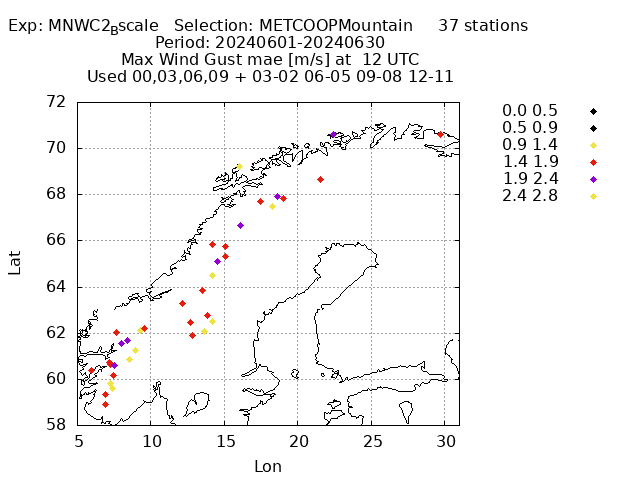 Exp: MNWC2Bscale   Selection: METCOOPMountain     37 stations
Period: 20240601-20240630
Max Wind Gust mae [m/s] at  12 UTC
Used 00,03,06,09 + 03-02 06-05 09-08 12-11
0.0 0.5
0.5 0.9
0.9 1.4
1.4 1.9
1.9 2.4
2.4 2.8
72
70
68
66
64
62
60
58
Lat
5 10 15 20 25 30
Lon